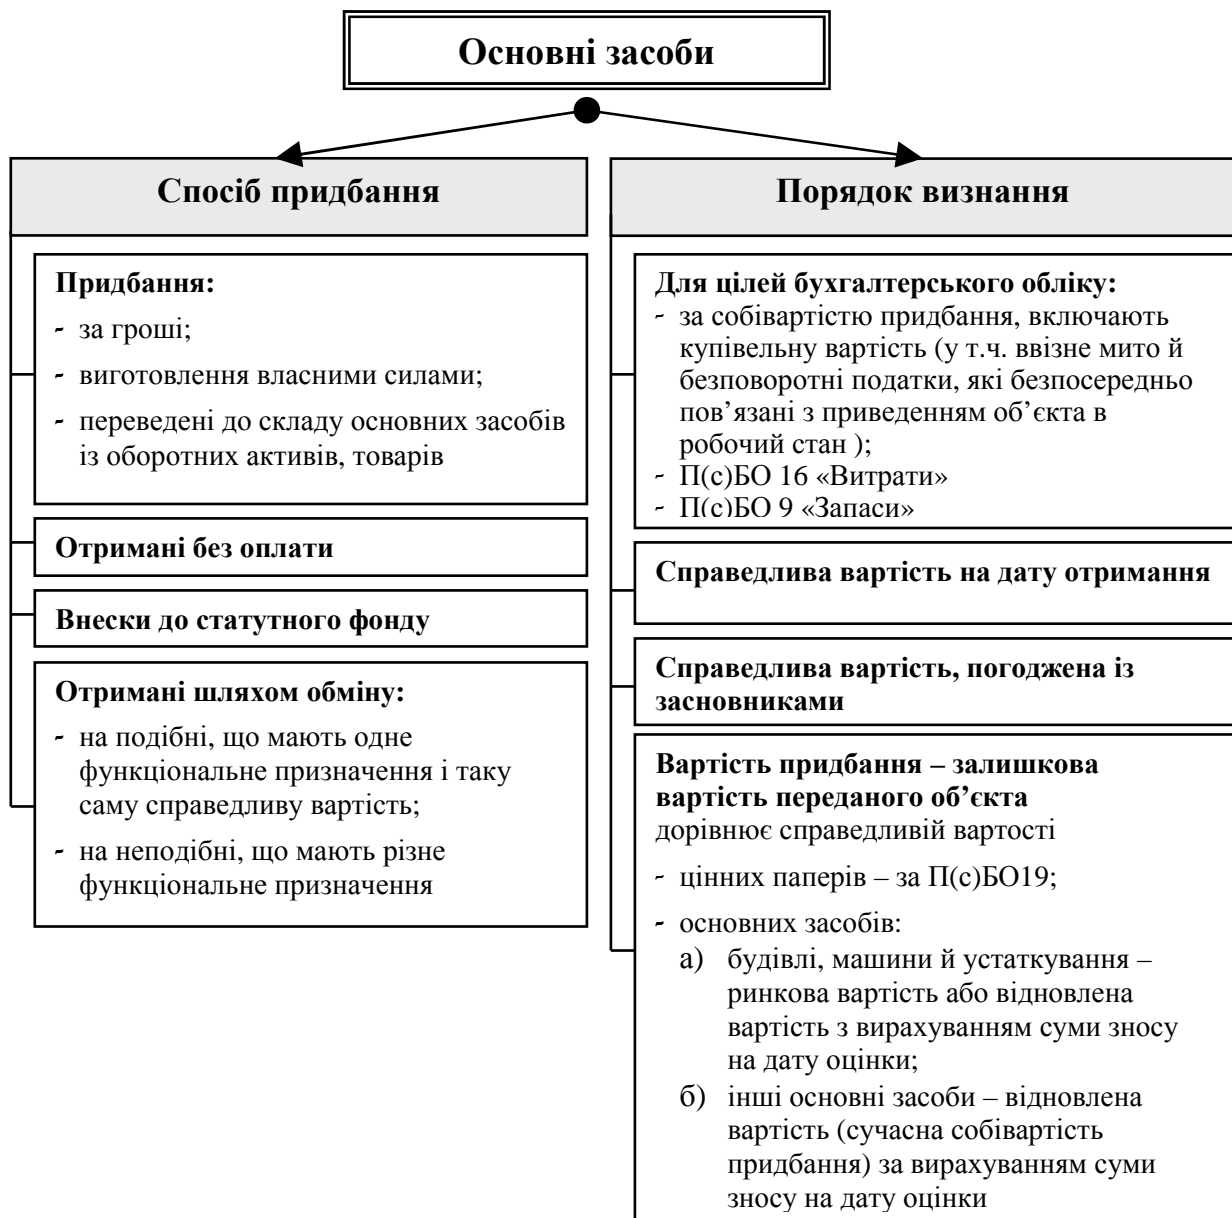 Основні засоби
Спосіб придбання
Придбання:
- за гроші;
- виготовлення власними силами;
- переведені до складу основних засобів
із оборотних активів, товарів
Отримані без оплати
Внески до статутного фонду
Отримані шляхом обміну:
- на подібні, що мають одне
функціональне призначення і таку
саму справедливу вартість;
- на неподібні, що мають різне
функціональне призначення
Порядок визнання
Для цілей бухгалтерського обліку:
- за собівартістю придбання, включають
купівельну вартість (у т.ч. ввізне мито й
безповоротні податки, які безпосередньо
пов’язані з приведенням об’єкта в
робочий стан );
- П(с)БО 16 «Витрати»
- П(с)БО 9 «Запаси»
Справедлива вартість на дату отримання
Справедлива вартість, погоджена із
засновниками
Вартість придбання – залишкова
вартість переданого об’єкта
дорівнює справедливій вартості
- цінних паперів – за П(с)БО19;
- основних засобів:
а) будівлі, машини й устаткування –
ринкова вартість або відновлена
вартість з вирахуванням суми зносу
на дату оцінки;
б) інші основні засоби – відновлена
вартість (сучасна собівартість
придбання) за вирахуванням суми
зносу на дату оцінки